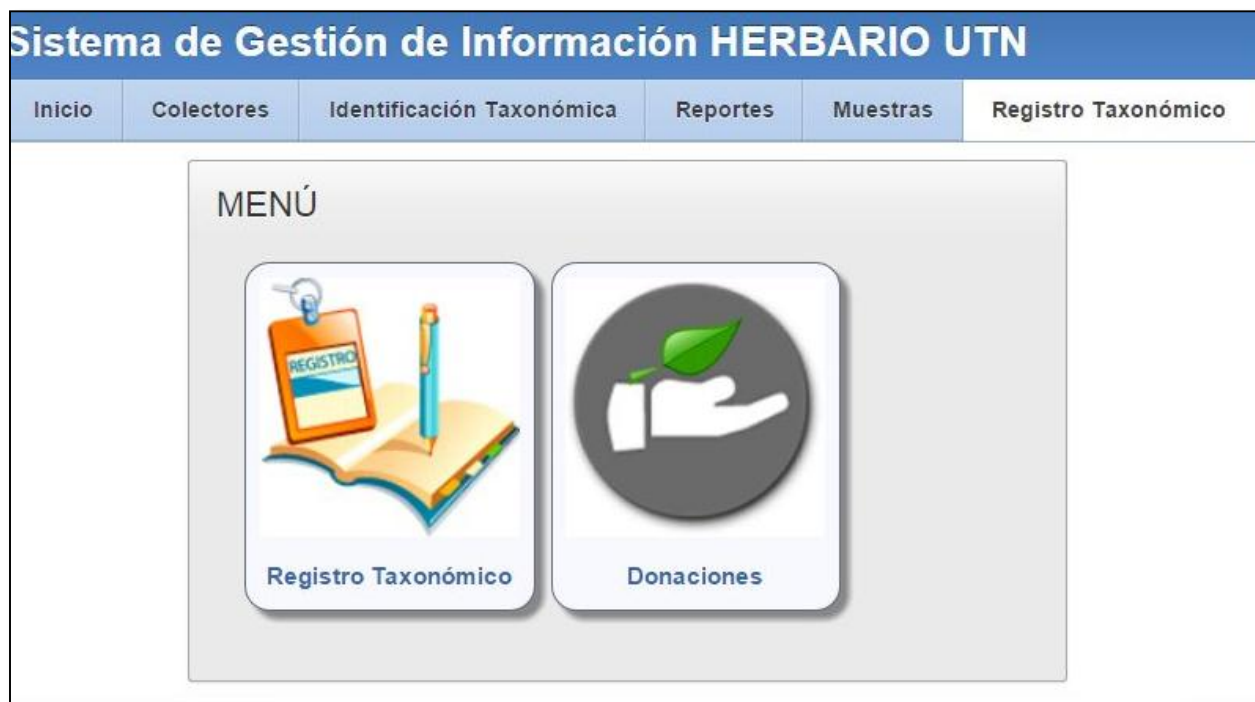 Sistema de Gestión de Información HERBARIO UTN
Inicio Colectores Identificación Taxonómica Reportes Muestras Registro Taxonómico
MENÚ
REGISTRO
Registro Taxonómico Donaciones